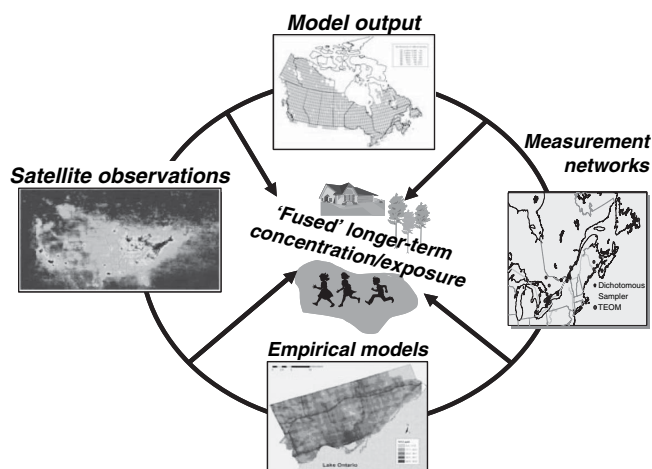 Model output
Measurement
networks
Satellite observations
'Fused' longer-term
concentration/exposure
Dichotomous
Sampler
TEOM
Empirical models
Lake Ontario